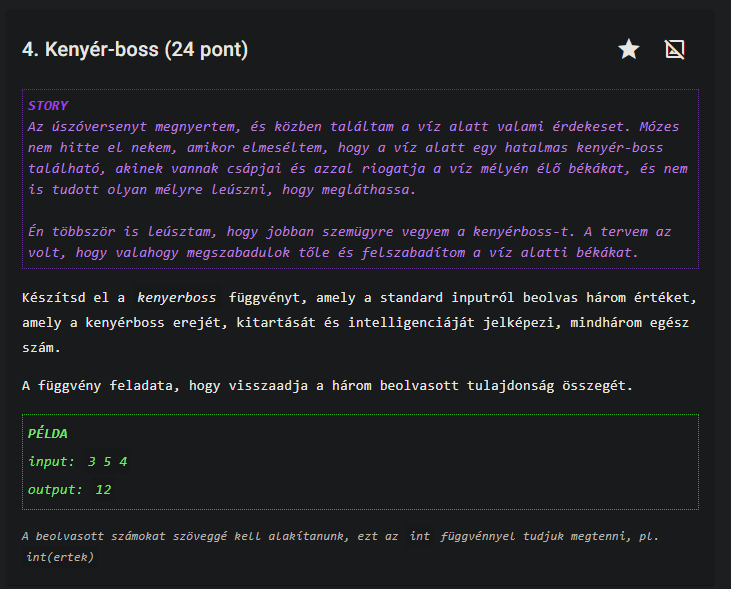 4. Kenyér-boss (24 pont)
STORY
Az úszóversenyt megnyertem, és közben találtam a víz alatt valami érdekeset. Mózes
nem hitte el nekem, amikor elmeséltem, hogy a víz alatt egy hatalmas kenyér-boss
található, akinek vannak csápjai és azzal riogatja a víz mélyén élő békákat, és nem
is tudott olyan mélyre leúszni, hogy megláthassa.
Én többször is leúsztam, hogy jobban szemügyre vegyem a kenyérboss-t. A tervem az
volt, hogy valahogy megszabadulok tőle és felszabadítom a víz alatti békákat.
Készítsd el a kenyerboss függvényt, amely a standard inputról beolvas három értéket,
amely a kenyérboss erejét, kitartását és intelligenciáját jelképezi, mindhárom egész
szám.
A függvény feladata, hogy visszaadja a három beolvasott tulajdonság összegét.
PÉLDA
input: 3 5 4
output: 12
A beolvasott számokat szöveggé kell alakítanunk, ezt az int függvénnyel tudjuk megtenni, pl.
int(ertek)